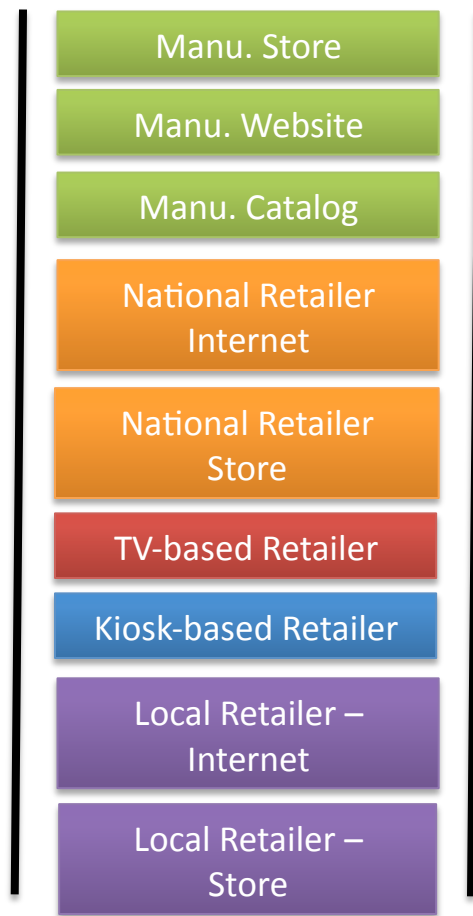 Manu. Store
Manu. Website
Manu. Catalog
National Retailer
Internet
National Retailer
Store
TV-based Retailer
Kiosk-based Retailer
Local Retailer –
Internet
Local Retailer –
Store